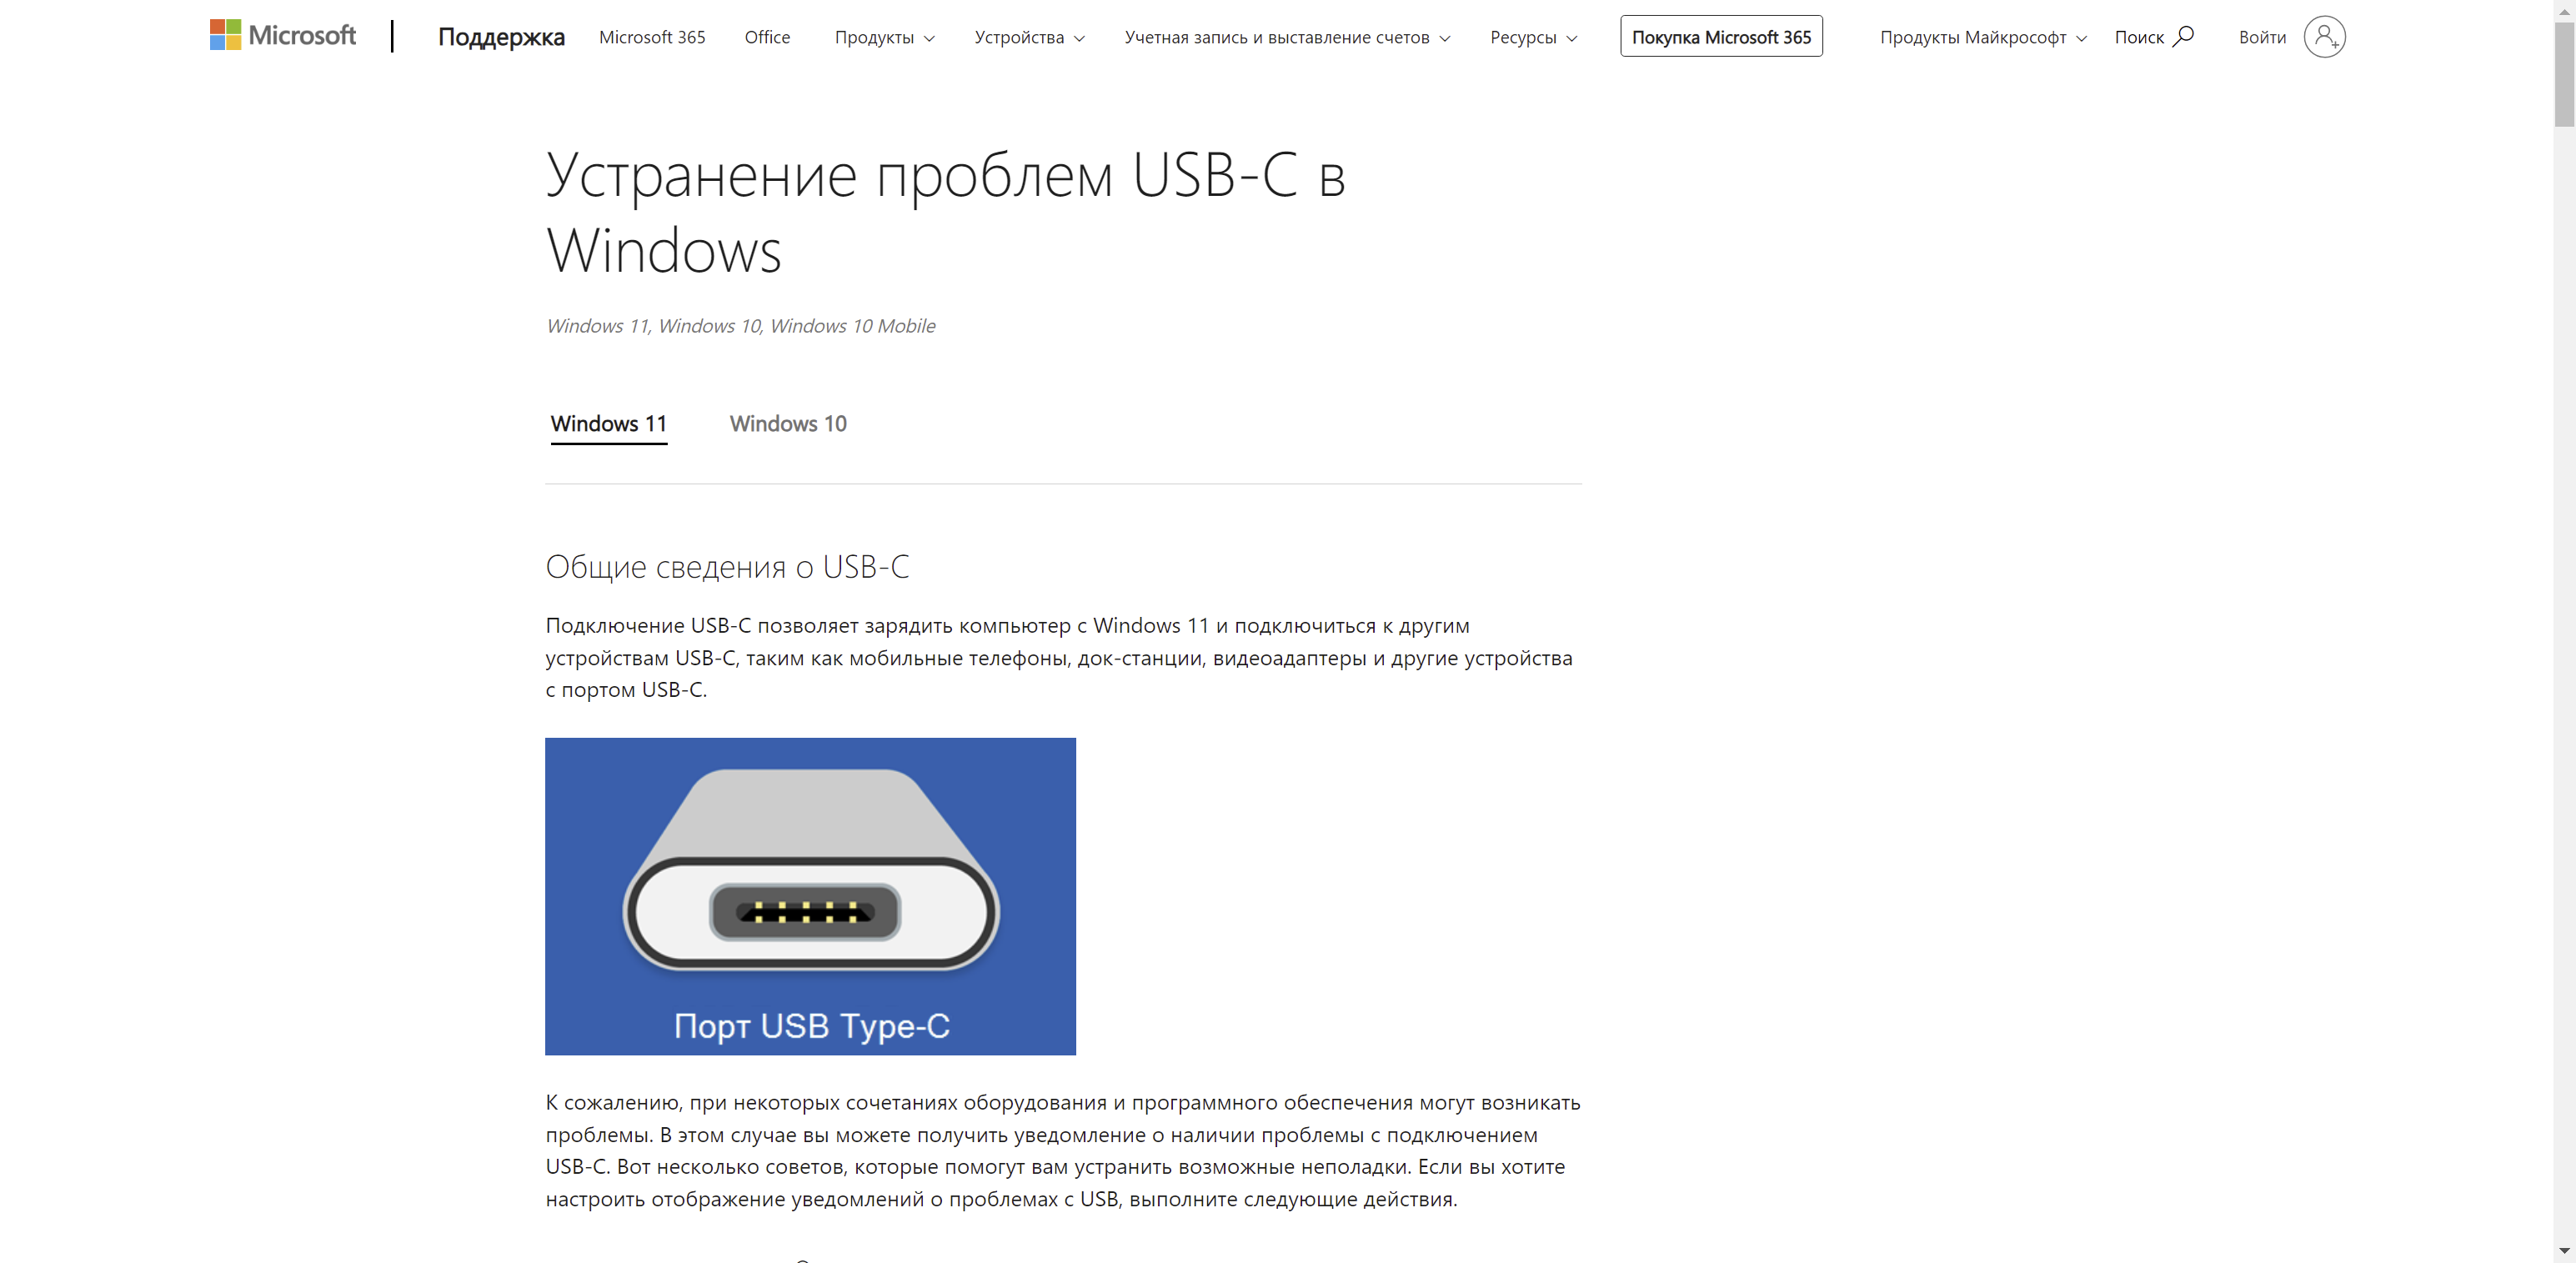 Microsoft
Поддержка
Microsoft 365
Office
Продукты
Устройства
Учетная запись и выставление счетов
Ресурсы
Покупка Microsoft 365
Продукты Майкрософт
Поиск
Войти
Устранение проблем USB-C в
Windows
Windows 11, Windows 10, Windows 10 Mobile
Windows 11
Windows 10
Общие сведения о USB-C
Подключение USB-C позволяет зарядить компьютер с Windows 11 и подключиться к другим
устройствам USB-C, таким как мобильные телефоны, док-станции, видеоадаптеры и другие устройства
с портом USB-C.
Порт USB Type-C
К сожалению, при некоторых сочетаниях оборудования и программного обеспечения могут возникать
проблемы. В этом случае вы можете получить уведомление о наличии проблемы с подключением
USB-C. Вот несколько советов, которые помогут вам устранить возможные неполадки. Если вы хотите
настроить отображение уведомлений о проблемах с USB, выполните следующие действия.